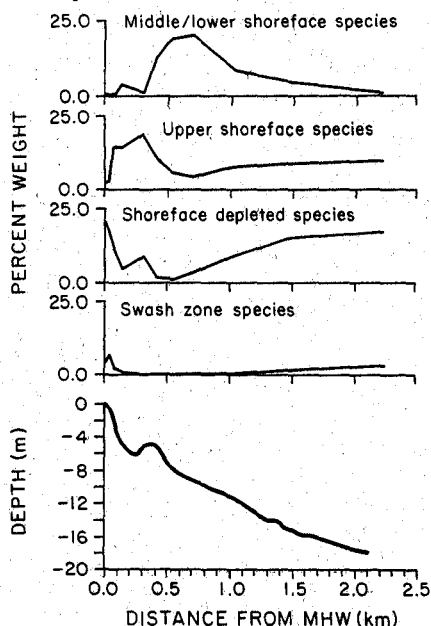 Middle/lower shoreface species
25.0
0.0
Upper shoreface species
25.0
0.0
Shoreface depleted species
25.0
0.0
Swash zone species
25.0
0.0
PERCENT WEIGHT
0
-4
-8
-12
-16
-20
DEPTH (m)
0.0 0.5 1.0 1.5 2.0 2.5
DISTANCE FROM MHW (km)